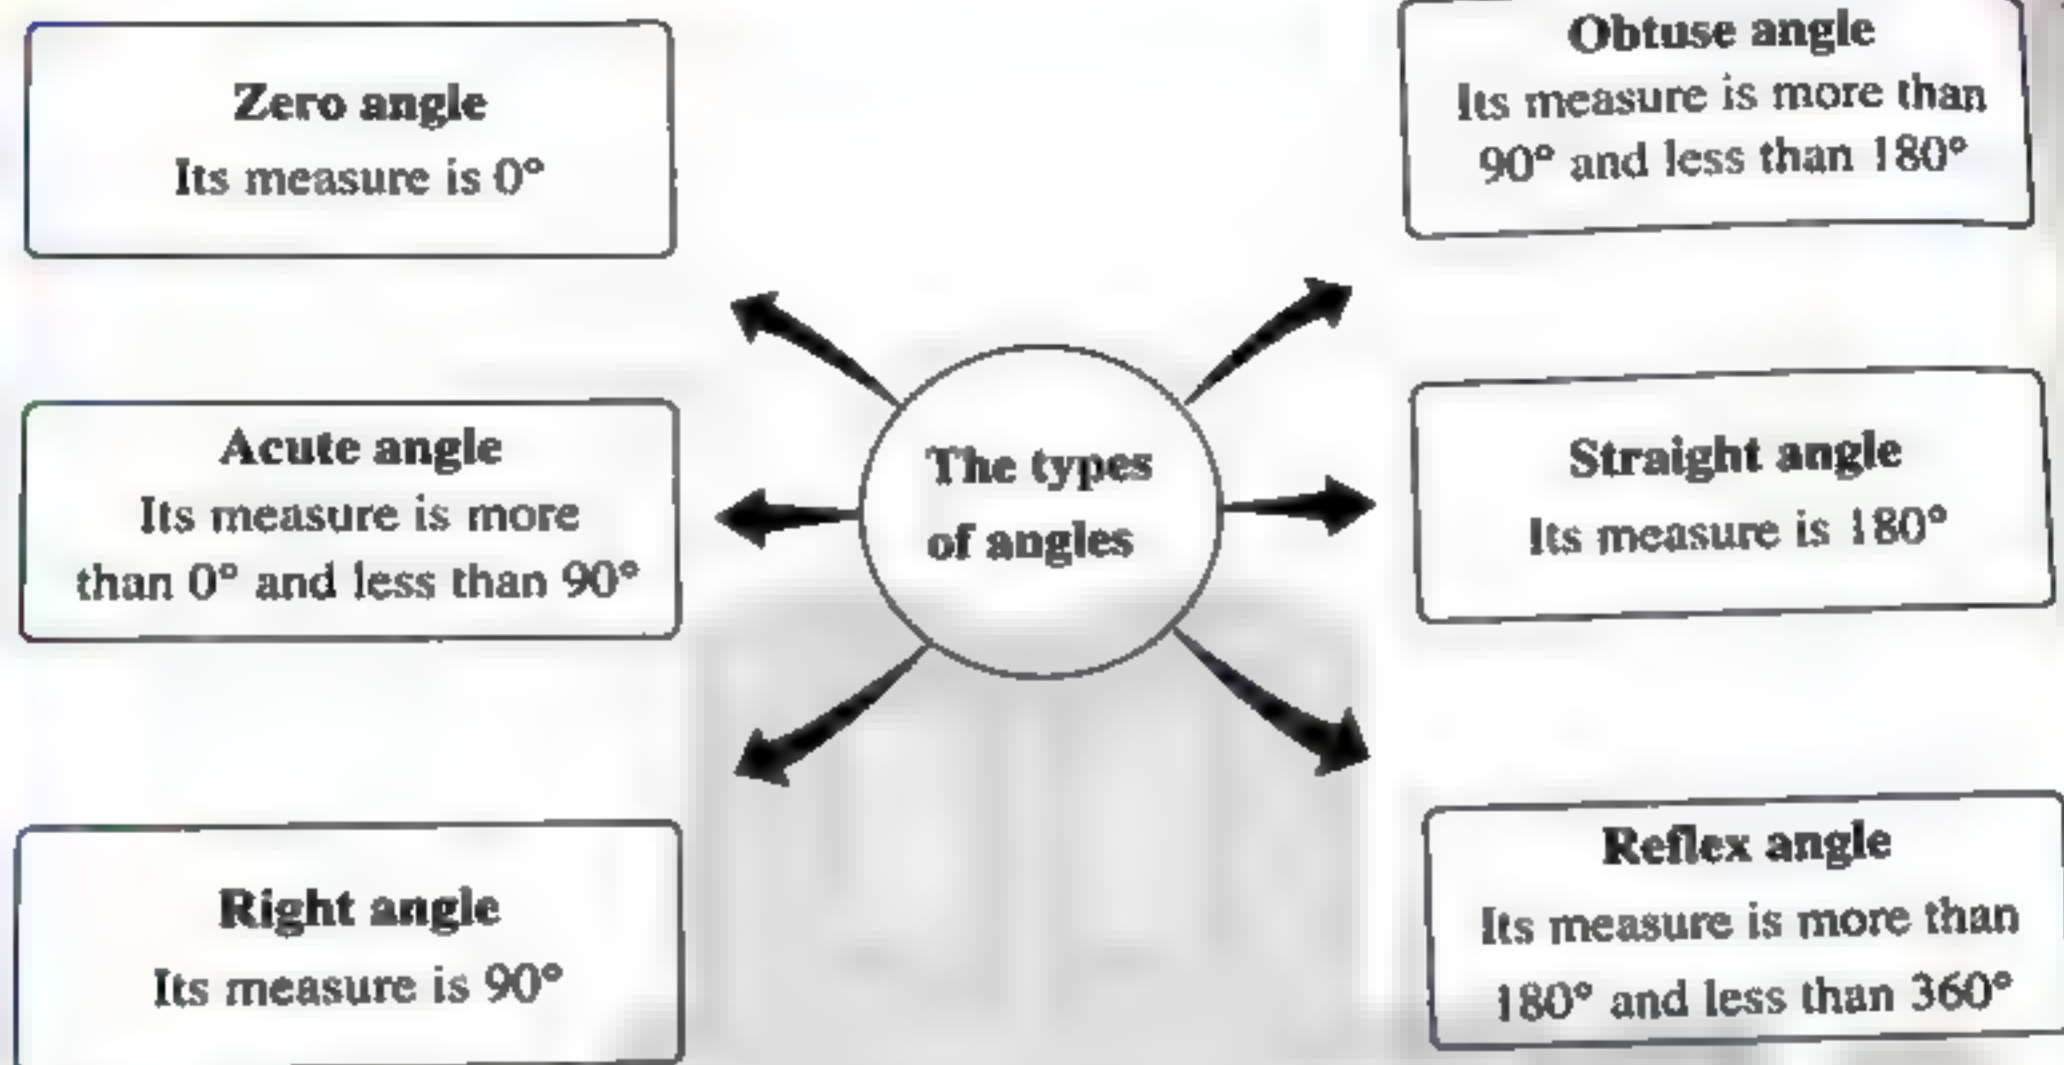 Zero angle
Its measure is 0°
Acute angle
Its measure is more
than 0° and less than 90°
Right angle
Its measure is 90°
The types
of angles
Obtuse angle
Its measure is more than
90° and less than 180°
Straight angle
Its measure is 180°
Reflex angle
Its measure is more than
180° and less than 360°